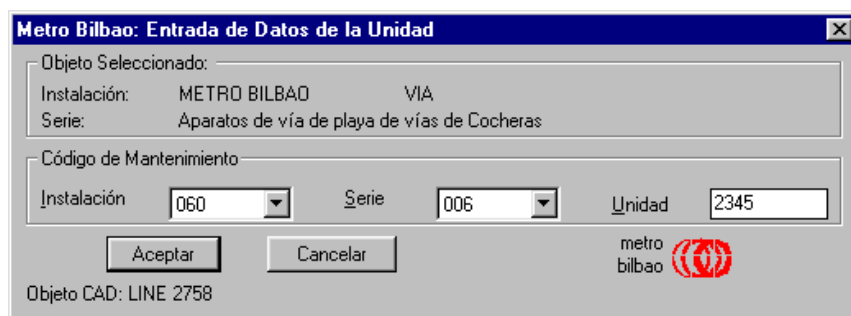 Metro Bilbao: Entrada de Datos de la Unidad
Objeto Seleccionado:
Instalación: METRO BILBAO VIA
Serie: Aparatos de vía de playa de vías de Cocheras
Código de Mantenimiento
Instalación 060 Serie 006 Unidad 2345
Aceptar Cancelar metro
bilbao
Objeto CAD: LINE 2758